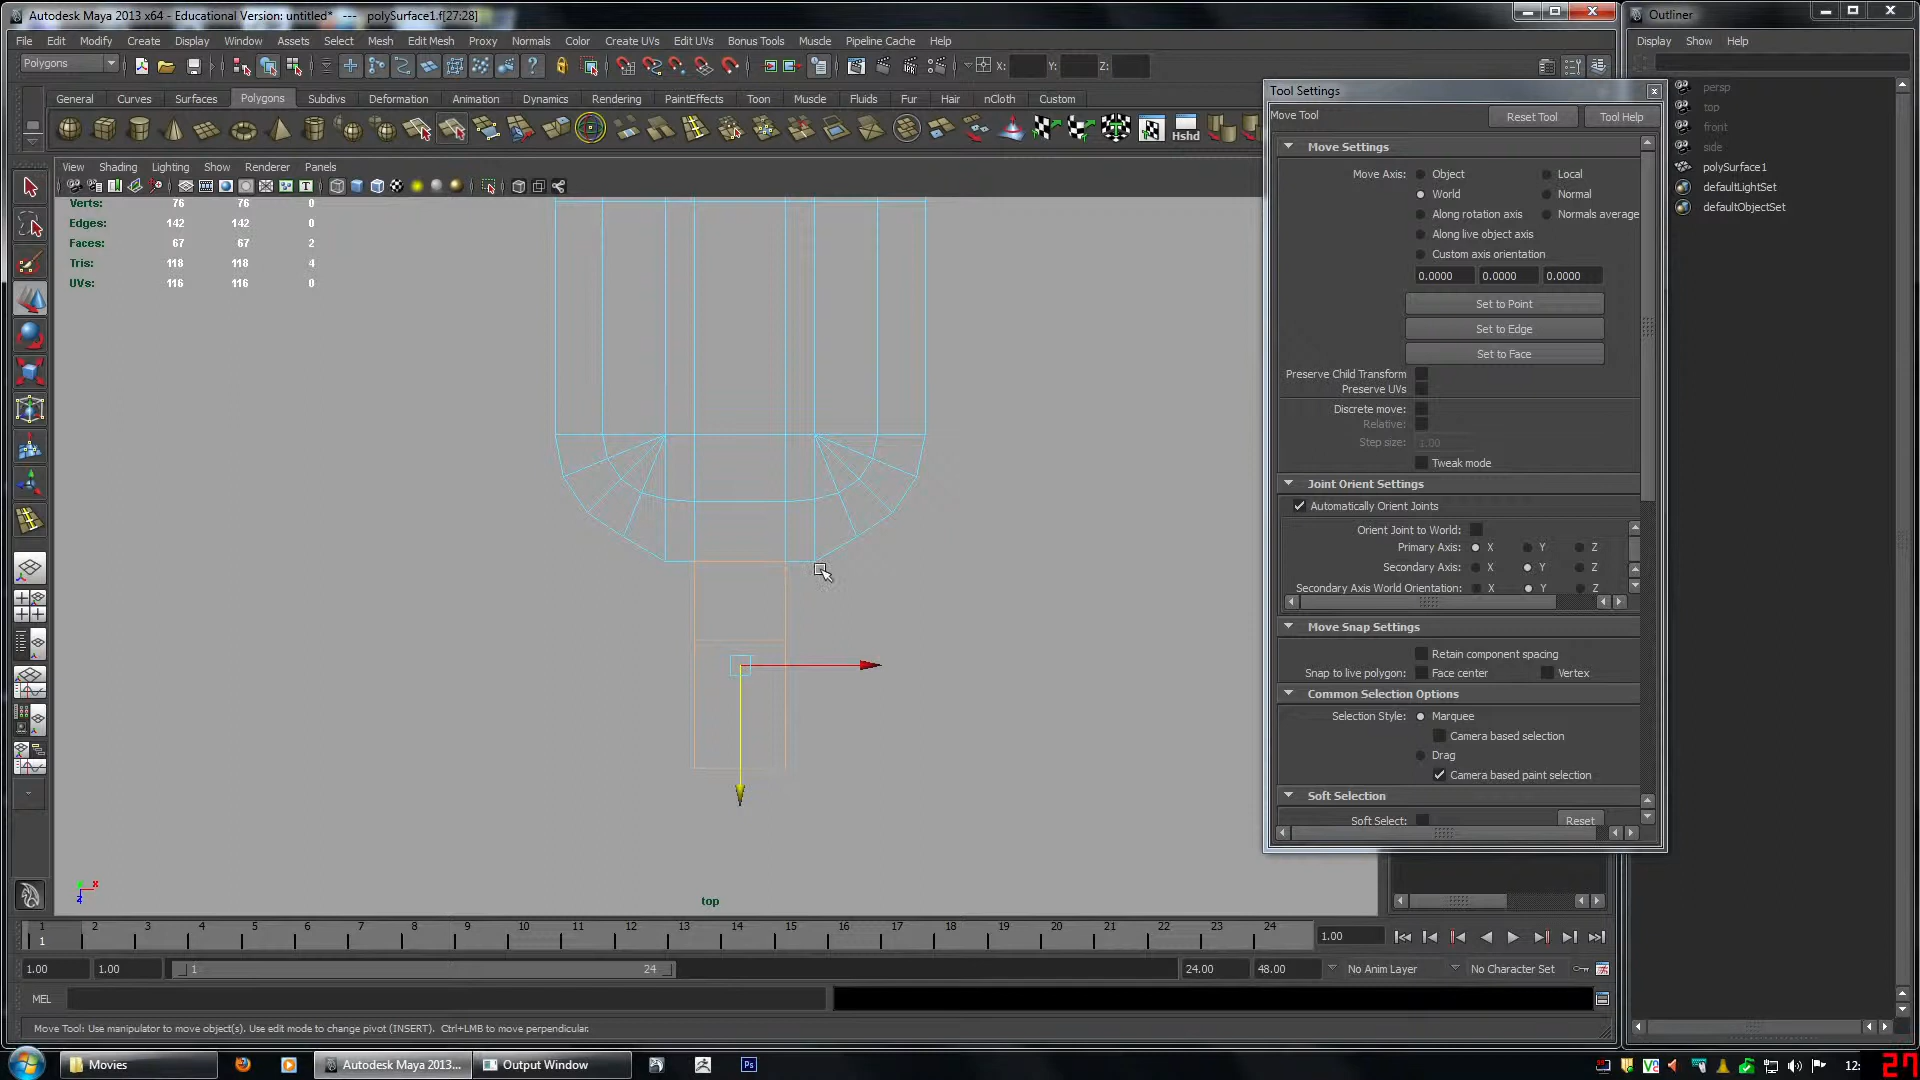 Autodesk Maya 2013 x64 - Educational Version: untitled* --- polySurface1.f[27:28]
Outliner
File Edit Modify Create Display Window Assets Select Mesh Edit Mesh Proxy Normals Color Create UVs Edit UVs Bonus Tools Muscle Pipeline Cache Help
Display Show Help
Polygons
X: Y: Z:
General Curves Surfaces Polygons Subdivs Deformation Animation Dynamics Rendering PaintEffects Toon Muscle Fluids Fur Hair nCloth Custom
Hshd
View Shading Lighting Show Renderer Panels
Verts: 76 76 0
Edges: 142 142 0
Faces: 67 67 2
Tris: 118 118 4
UVs: 116 116 0
top
Tool Settings
Move Tool Reset Tool Tool Help
Move Settings
Move Axis: Object Local
World Normal
Along rotation axis Normals average
Along live object axis
Custom axis orientation
0.0000 0.0000 0.0000
Set to Point
Set to Edge
Set to Face
Preserve Child Transform
Preserve UVs
Discrete move:
Relative:
Step size: 1.00
Tweak mode
Joint Orient Settings
Automatically Orient Joints
Orient Joint to World:
Primary Axis: X Y Z
Secondary Axis: X Y Z
Secondary Axis World Orientation: X Y Z
Move Snap Settings
Retain component spacing
Snap to live polygon: Face center Vertex
Common Selection Options
Selection Style: Marquee
Camera based selection
Drag
Camera based paint selection
Soft Selection
Soft Select: Reset
persp
top
front
side
polySurface1
defaultLightSet
defaultObjectSet
1 2 3 4 5 6 7 8 9 10 11 12 13 14 15 16 17 18 19 20 21 22 23 24
1
1.00
1.00 1.00 1 24 24.00 48.00 No Anim Layer No Character Set
MEL
Move Tool: Use manipulator to move object(s). Use edit mode to change pivot (INSERT). Ctrl+LMB to move perpendicular.
Movies Autodesk Maya 2013... Output Window Ps
12:
27